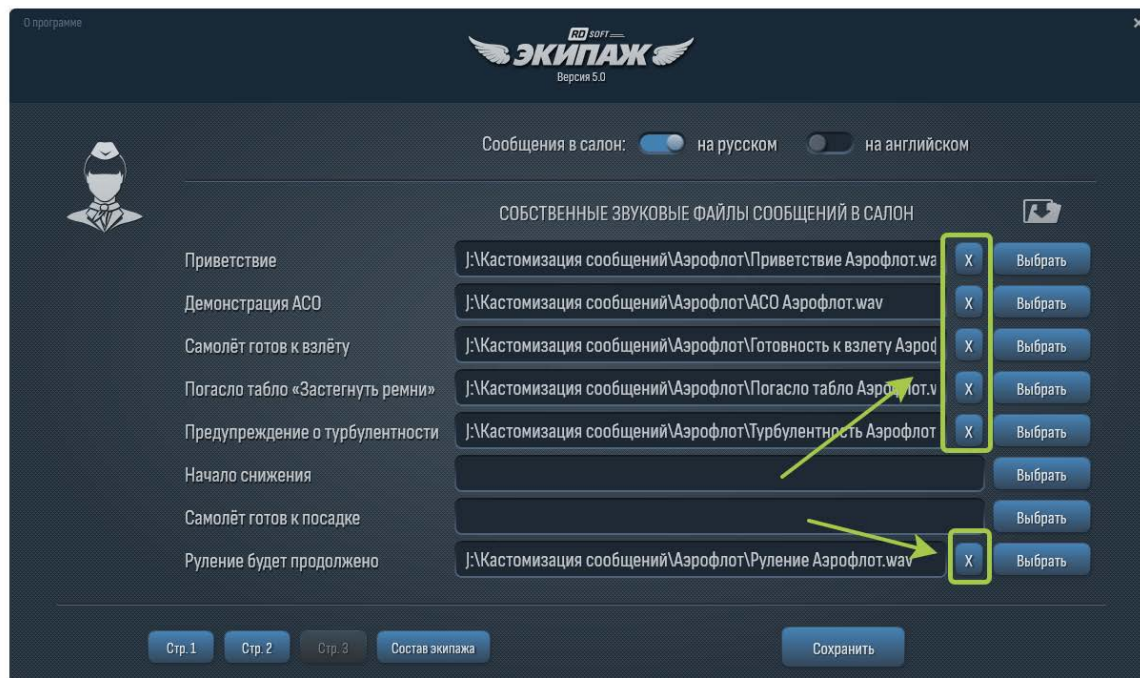 О программе
RD SOFT
ЭКИПАЖ
Версия 5.0
Сообщения в салон: на русском на английском
СОБСТВЕННЫЕ ЗВУКОВЫЕ ФАЙЛЫ СООБЩЕНИЙ В САЛОН
Приветствие J:\Кастомизация сообщений\Аэрофлот\Приветствие Аэрофлот.wa X Выбрать
Демонстрация АСО J:\Кастомизация сообщений\Аэрофлот\АСО Аэрофлот.wav X Выбрать
Самолёт готов к взлёту J:\Кастомизация сообщений\Аэрофлот\Готовность к взлету Аэроф X Выбрать
Погасло табло «Застегнуть ремни» J:\Кастомизация сообщений\Аэрофлот\Погасло табло Аэрофлот.w X Выбрать
Предупреждение о турбулентности J:\Кастомизация сообщений\Аэрофлот\Турбулентность Аэрофлот X Выбрать
Начало снижения Выбрать
Самолёт готов к посадке Выбрать
Руление будет продолжено J:\Кастомизация сообщений\Аэрофлот\Руление Аэрофлот.wav X Выбрать
Стр. 1 Стр. 2 Стр. 3 Состав экипажа Сохранить